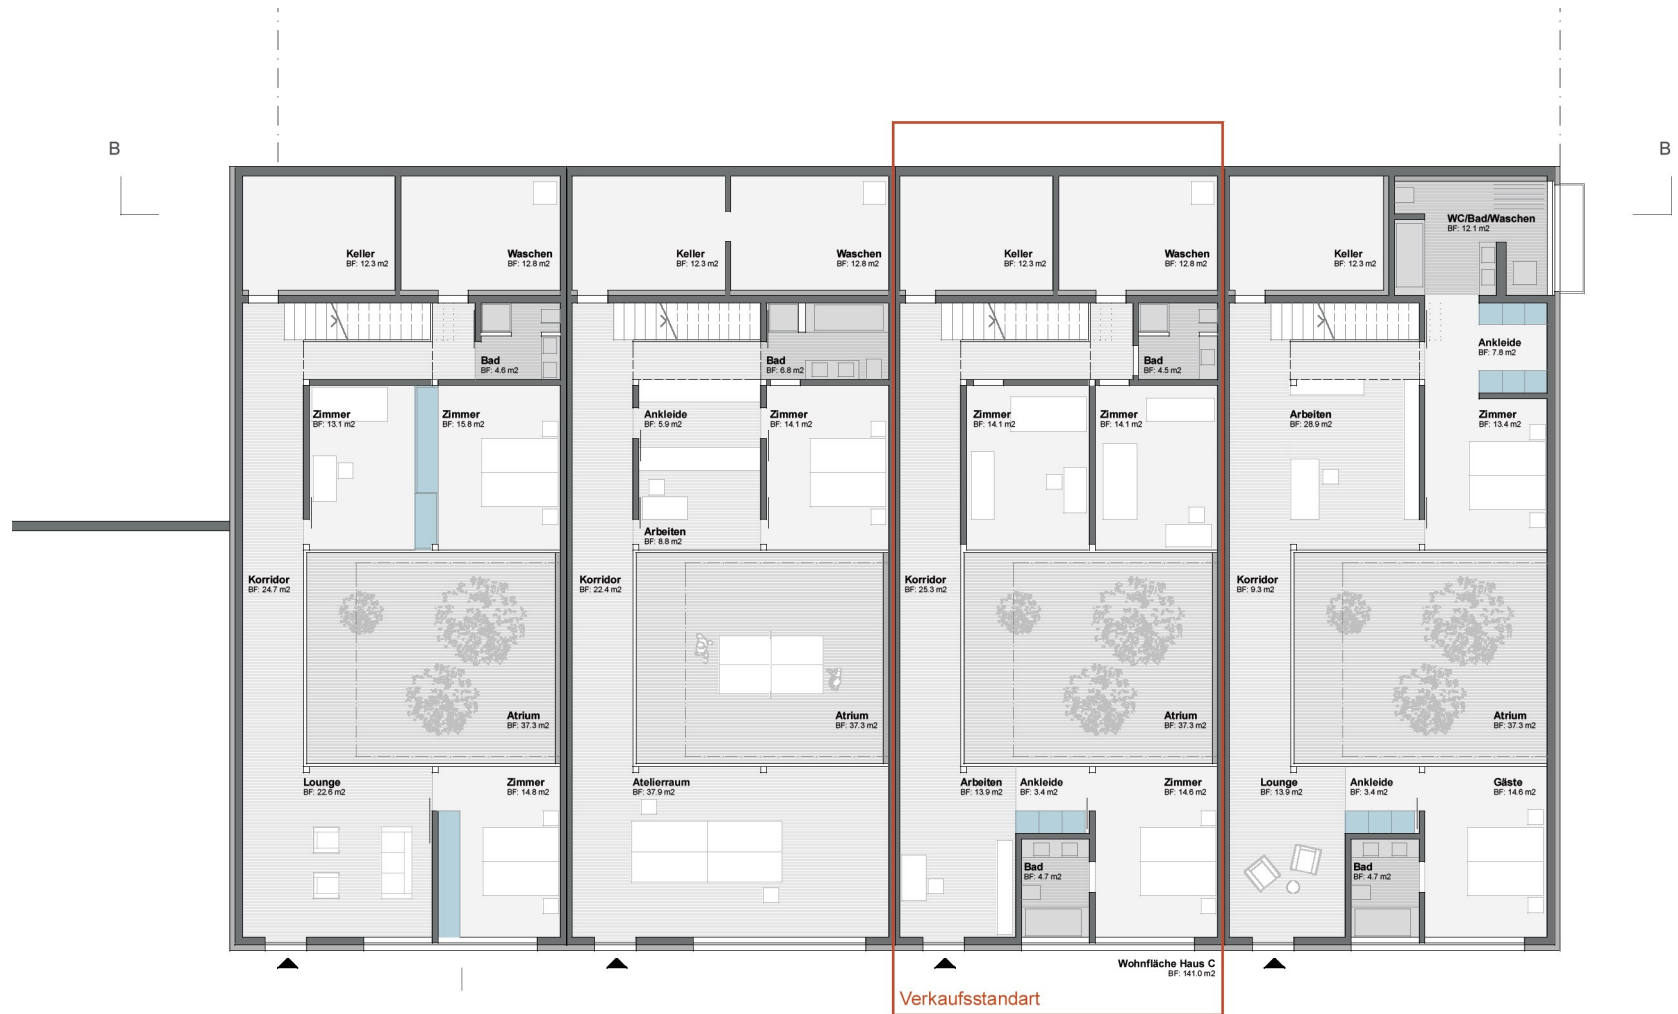 B
B
Keller
BF: 12.3 m2
Waschen
BF: 12.8 m2
Keller
BF: 12.3 m2
Waschen
BF: 12.8 m2
Keller
BF: 12.3 m2
Waschen
BF: 12.8 m2
Keller
BF: 12.3 m2
WC/Bad/Waschen
BF: 12.1 m2
Bad
BF: 4.6 m2
Bad
BF: 6.8 m2
Bad
BF: 4.5 m2
Ankleide
BF: 7.8 m2
Zimmer
BF: 13.1 m2
Zimmer
BF: 15.8 m2
Ankleide
BF: 5.9 m2
Zimmer
BF: 14.1 m2
Zimmer
BF: 14.1 m2
Zimmer
BF: 14.1 m2
Arbeiten
BF: 28.9 m2
Zimmer
BF: 13.4 m2
Arbeiten
BF: 8.8 m2
Korridor
BF: 24.7 m2
Korridor
BF: 22.4 m2
Korridor
BF: 25.3 m2
Korridor
BF: 9.3 m2
Atrium
BF: 37.3 m2
Atrium
BF: 37.3 m2
Atrium
BF: 37.3 m2
Atrium
BF: 37.3 m2
Lounge
BF: 22.6 m2
Zimmer
BF: 14.8 m2
Atelierraum
BF: 37.9 m2
Arbeiten
BF: 13.9 m2
Ankleide
BF: 3.4 m2
Zimmer
BF: 14.6 m2
Lounge
BF: 13.9 m2
Ankleide
BF: 3.4 m2
Gäste
BF: 14.6 m2
Bad
BF: 4.7 m2
Bad
BF: 4.7 m2
Wohnfläche Haus C
BF: 141.0 m2
Verkaufsstandart